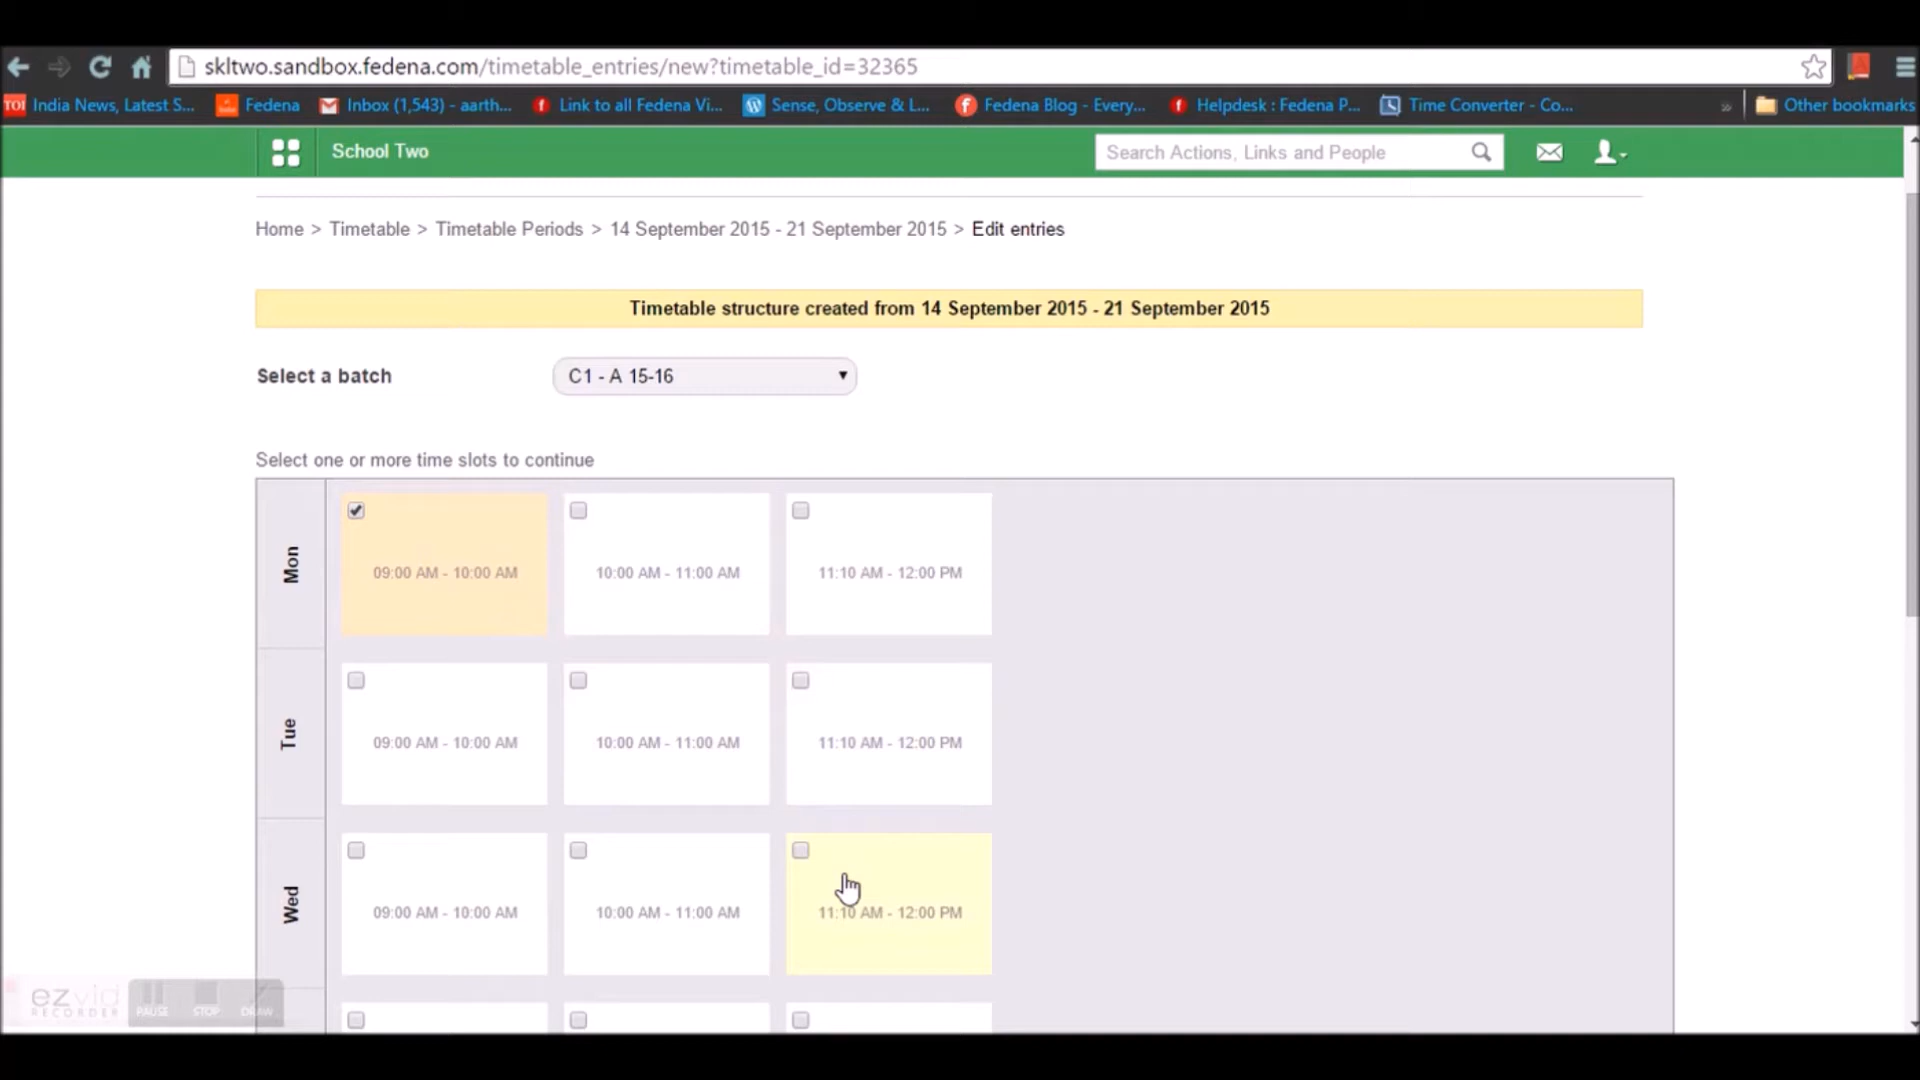 skltwo.sandbox.fedena.com/timetable_entries/new?timetable_id=32365
TOI India News, Latest S... Fedena Inbox (1,543) - aarth... Link to all Fedena Vi... Sense, Observe & L... Fedena Blog - Every... Helpdesk : Fedena P... Time Converter - Co... » Other bookmarks
School Two Search Actions, Links and People
Home > Timetable > Timetable Periods > 14 September 2015 - 21 September 2015 > Edit entries
Timetable structure created from 14 September 2015 - 21 September 2015
Select a batch C1 - A 15-16
Select one or more time slots to continue
Mon 09:00 AM - 10:00 AM 10:00 AM - 11:00 AM 11:10 AM - 12:00 PM
Tue 09:00 AM - 10:00 AM 10:00 AM - 11:00 AM 11:10 AM - 12:00 PM
Wed 09:00 AM - 10:00 AM 10:00 AM - 11:00 AM 11:10 AM - 12:00 PM
ezvid
RECORDER PAUSE STOP DRAW